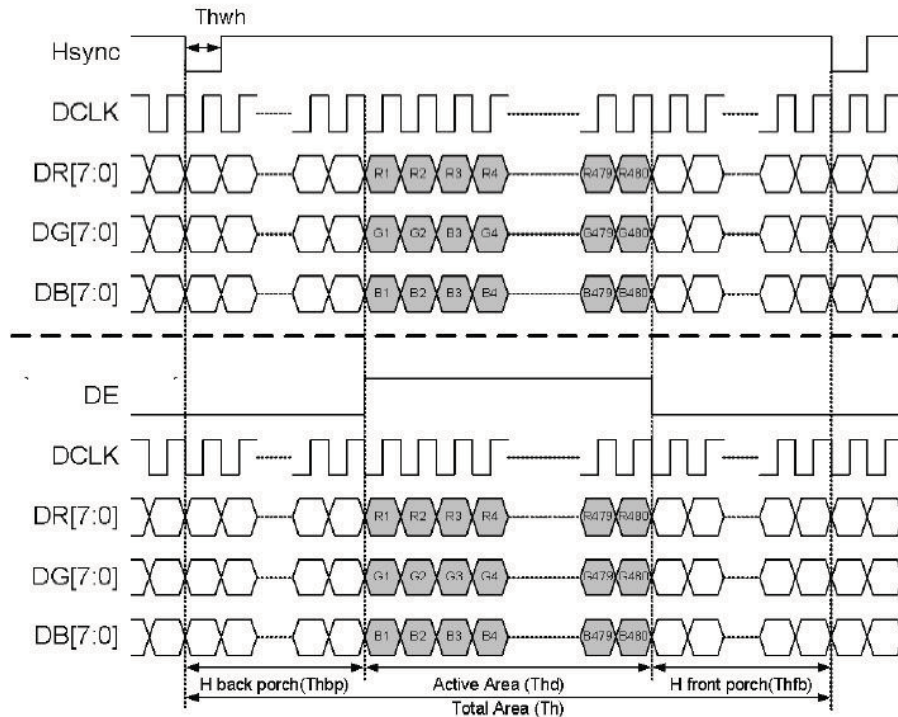 Thwh
Hsync
DCLK
DR[7:0] R1 R2 R3 R4 R479 R480
DG[7:0] G1 G2 B3 G4 G479 G480
DB[7:0] B1 B2 B3 B4 B479 B480
DE
DCLK
DR[7:0] R1 R2 R3 R4 R479 R480
DG[7:0] G1 G2 G3 G4 G479 G480
DB[7:0] B1 B2 B3 B4 B479 B480
H back porch(Thbp) Active Area (Thd) H front porch(Thfb)
Total Area (Th)